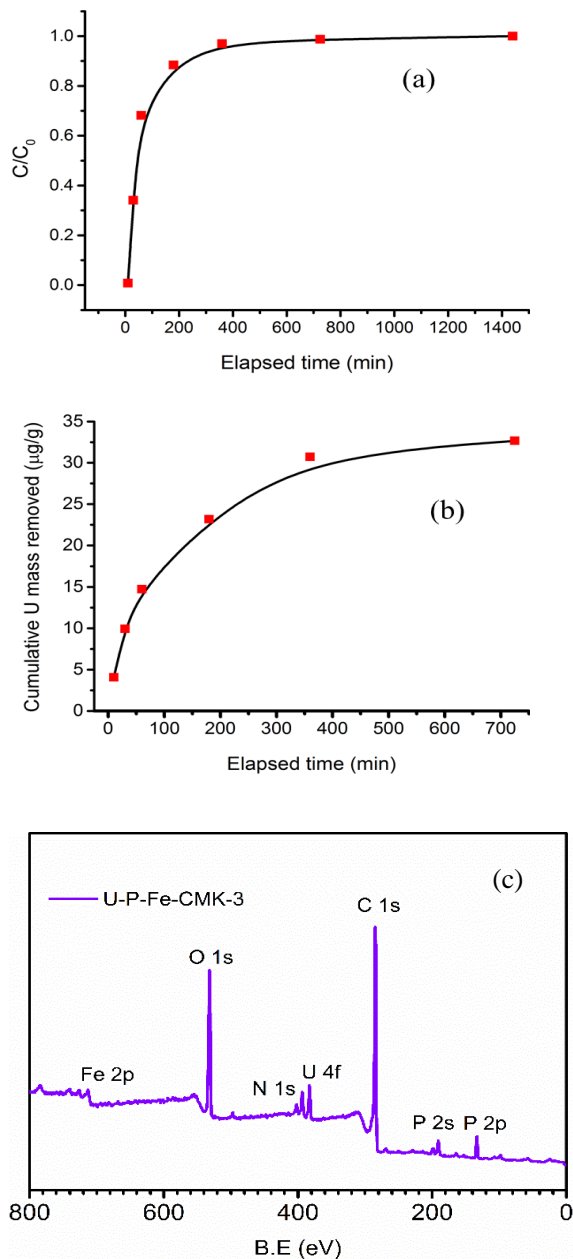 1.0
0.8
0.6
0.4
0.2
0.0
C/C₀
(a)
0 200 400 600 800 1000 1200 1400
Elapsed time (min)
35
30
25
20
15
10
5
0
Cumulative U mass removed (μg/g)
(b)
0 100 200 300 400 500 600 700
Elapsed time (min)
(c)
U-P-Fe-CMK-3
C 1s
O 1s
Fe 2p
N 1s
U 4f
P 2s
P 2p
800 600 400 200 0
B.E (eV)